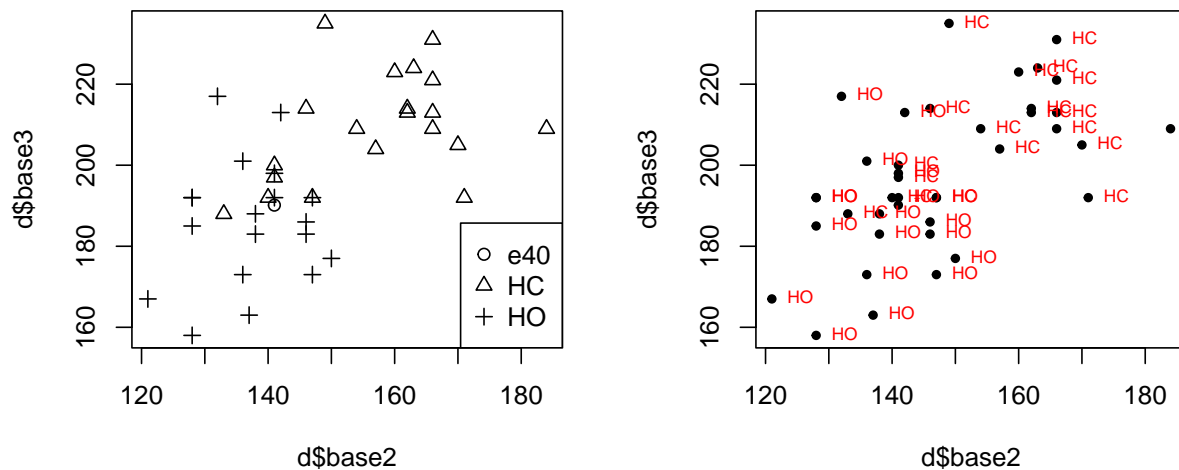 d$base3
220
200
180
160
120
140
160
180
d$base2
e40
HC
HO
d$base3
220
200
180
160
120
140
160
180
d$base2
HC
HC
HC HC
HC
HO
HO HC HC HC
HC HC
HC HC
HO HC
HO
HC
HO HC HO HO HC
HC HO HO
HO HO HO
HO
HO HO
HO
HO
HO